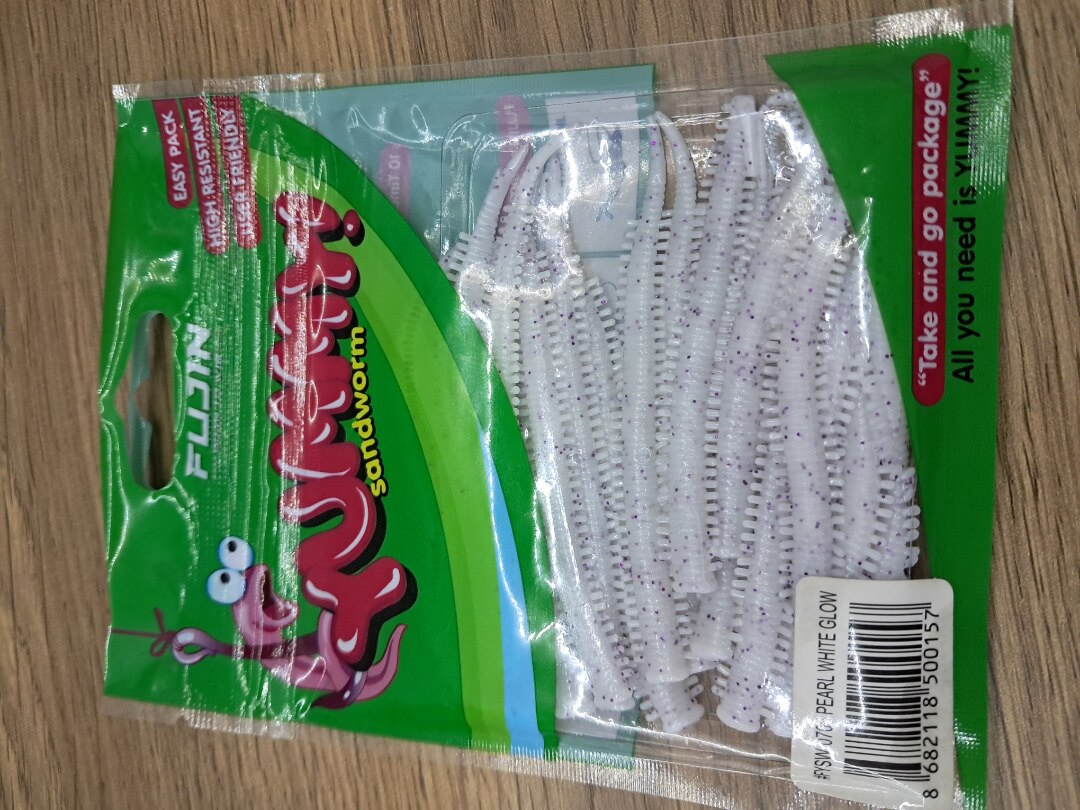 EASY PACK
HIGH RESISTANT
USER FRIENDLY
FUJIN
YUMMY!
sandworm
"Take and go package"
All you need is YUMMY!
PEARL WHITE GLOW
8 682118 500157